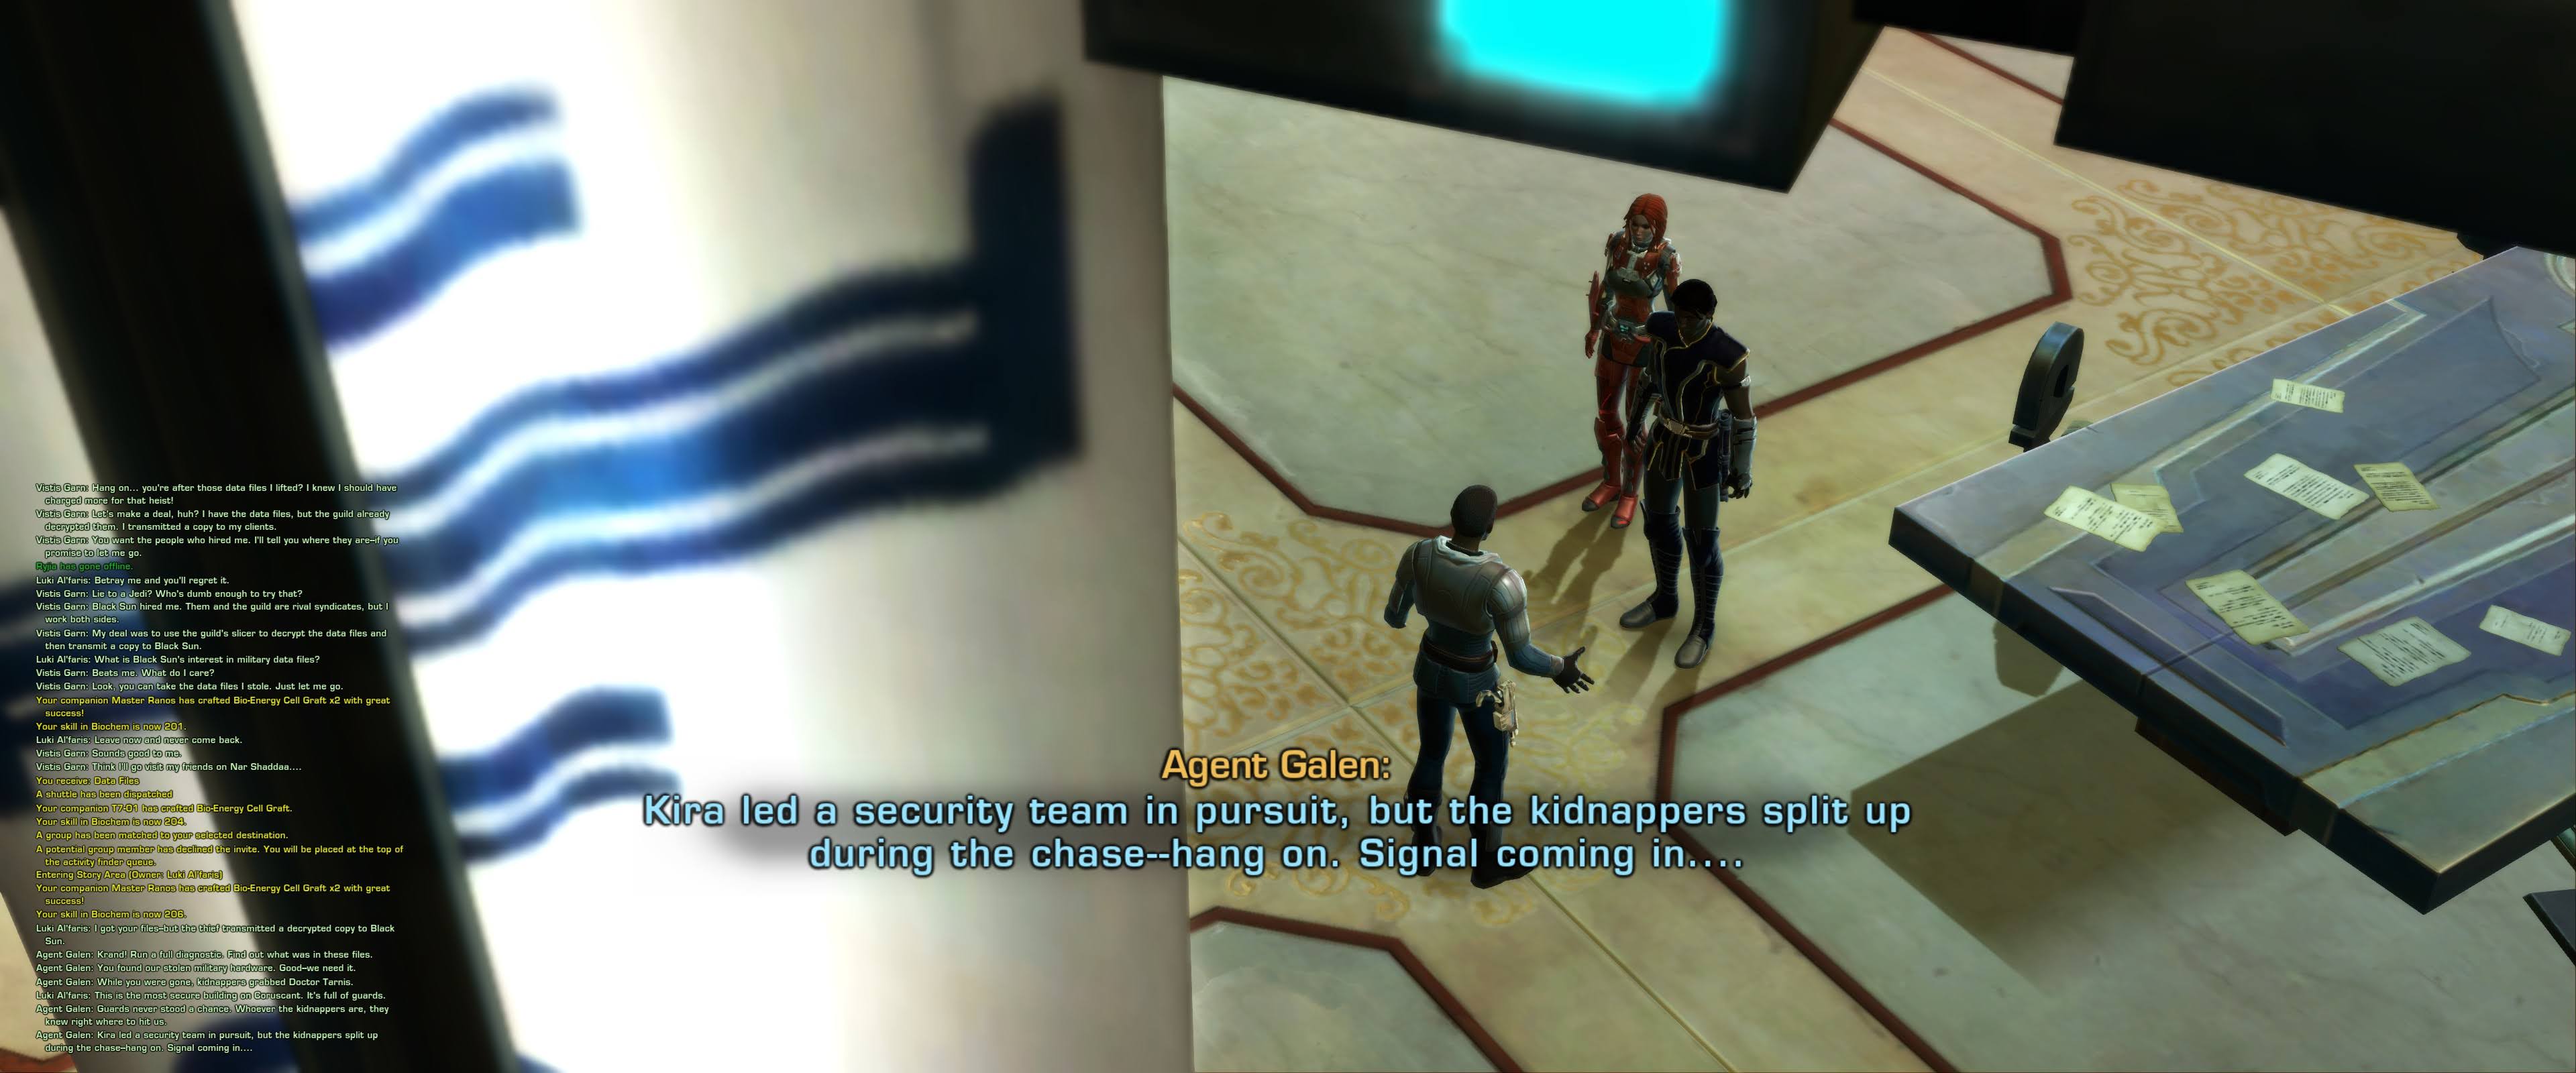 Vistis Garn: Hang on... you're after those data files I lifted? I knew I should have
charged more for that heist!
Vistis Garn: Let's make a deal, huh? I have the data files, but the guild already
decrypted them. I transmitted a copy to my clients.
Vistis Garn: You want the people who hired me. I'll tell you where they are--if you
promise to let me go.
Ryjia has gone offline.
Luki Al'faris: Betray me and you'll regret it.
Vistis Garn: Lie to a Jedi? Who's dumb enough to try that?
Vistis Garn: Black Sun hired me. Them and the guild are rival syndicates, but I
work both sides.
Vistis Garn: My deal was to use the guild's slicer to decrypt the data files and
then transmit a copy to Black Sun.
Luki Al'faris: What is Black Sun's interest in military data files?
Vistis Garn: Beats me. What do I care?
Vistis Garn: Look, you can take the data files I stole. Just let me go.
Your companion Master Ranos has crafted Bio-Energy Cell Graft x2 with great
success!
Your skill in Biochem is now 201.
Luki Al'faris: Leave now and never come back.
Vistis Garn: Sounds good to me.
Vistis Garn: Think I'll go visit my friends on Nar Shaddaa....
You receive: Data Files
A shuttle has been dispatched
Your companion T7-01 has crafted Bio-Energy Cell Graft.
Your skill in Biochem is now 204.
A group has been matched to your selected destination.
A potential group member has declined the invite. You will be placed at the top of
the activity finder queue.
Entering Story Area (Owner: Luki Al'faris)
Your companion Master Ranos has crafted Bio-Energy Cell Graft x2 with great
success!
Your skill in Biochem is now 206.
Luki Al'faris: I got your files--but the thief transmitted a decrypted copy to Black
Sun.
Agent Galen: Krand! Run a full diagnostic. Find out what was in these files.
Agent Galen: You found our stolen military hardware. Good--we need it.
Agent Galen: While you were gone, kidnappers grabbed Doctor Tarnis.
Luki Al'faris: This is the most secure building on Coruscant. It's full of guards.
Agent Galen: Guards never stood a chance. Whoever the kidnappers are, they
knew right where to hit us.
Agent Galen: Kira led a security team in pursuit, but the kidnappers split up
during the chase--hang on. Signal coming in....
Agent Galen:
Kira led a security team in pursuit, but the kidnappers split up
during the chase--hang on. Signal coming in....